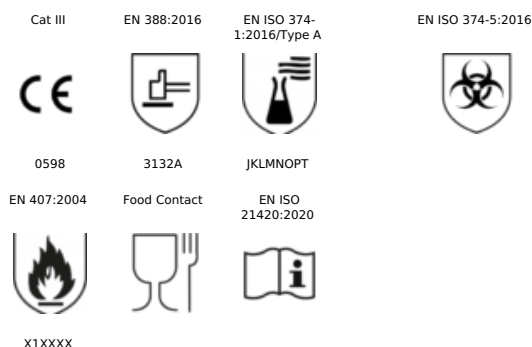 Cat III
EN 388:2016
EN ISO 374-
1:2016/Type A
EN ISO 374-5:2016
CE
0598
3132A
JKLMNOPT
EN 407:2004
Food Contact
EN ISO
21420:2020
i
X1XXXX